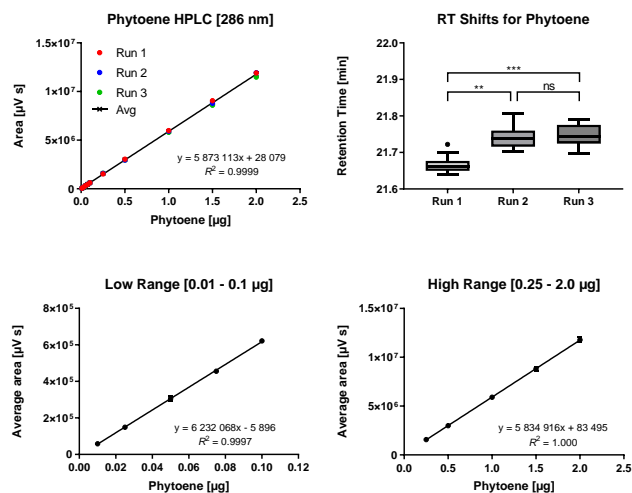 Phytoene HPLC [286 nm]
1.5×10⁷
1.0×10⁷
5.0×10⁶
0
Area [µV s]
Run 1
Run 2
Run 3
Avg
y = 5 873 113x + 28 079
R² = 0.9999
0.0 0.5 1.0 1.5 2.0 2.5
Phytoene [µg]
RT Shifts for Phytoene
22.0
21.9
21.8
21.7
21.6
Retention Time [min]
***
** ns
Run 1 Run 2 Run 3
Low Range [0.01 - 0.1 µg]
8×10⁵
6×10⁵
4×10⁵
2×10⁵
0
Average area [µV s]
y = 6 232 068x - 5 896
R² = 0.9997
0.00 0.02 0.04 0.06 0.08 0.10 0.12
Phytoene [µg]
High Range [0.25 - 2.0 µg]
1.5×10⁷
1×10⁷
5×10⁶
0
Average area [µV s]
y = 5 834 916x + 83 495
R² = 1.000
0.0 0.5 1.0 1.5 2.0 2.5
Phytoene [µg]